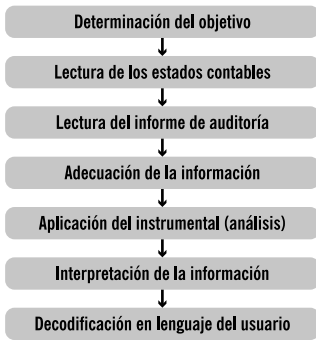 Determinación del objetivo
Lectura de los estados contables
Lectura del informe de auditoría
Adecuación de la información
Aplicación del instrumental (análisis)
Interpretación de la información
Decodificación en lenguaje del usuario